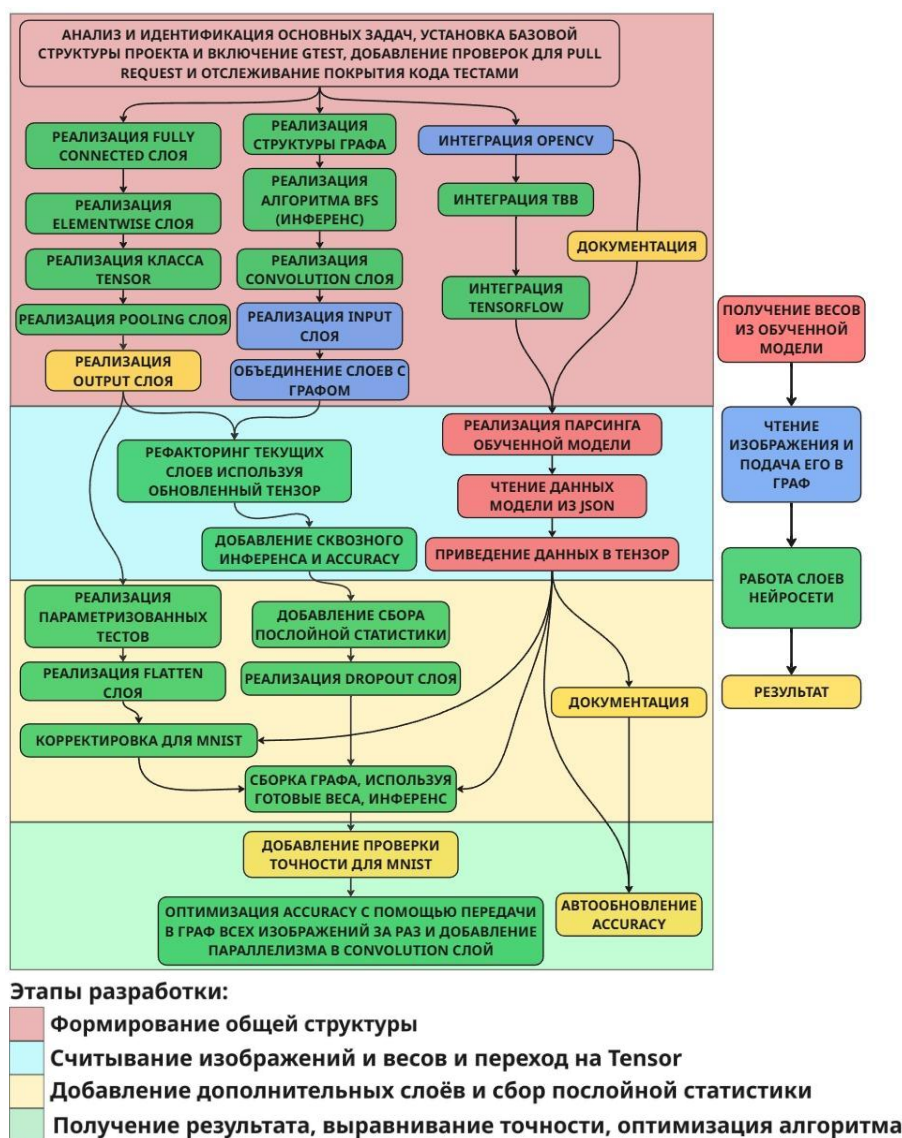 АНАЛИЗ И ИДЕНТИФИКАЦИЯ ОСНОВНЫХ ЗАДАЧ, УСТАНОВКА БАЗОВОЙ
СТРУКТУРЫ ПРОЕКТА И ВКЛЮЧЕНИЕ GTEST, ДОБАВЛЕНИЕ ПРОВЕРОК ДЛЯ PULL
REQUEST И ОТСЛЕЖИВАНИЕ ПОКРЫТИЯ КОДА ТЕСТАМИ
РЕАЛИЗАЦИЯ FULLY
CONNECTED СЛОЯ
РЕАЛИЗАЦИЯ
ELEMENTWISE СЛОЯ
РЕАЛИЗАЦИЯ КЛАССА
TENSOR
РЕАЛИЗАЦИЯ POOLING СЛОЯ
РЕАЛИЗАЦИЯ
OUTPUT СЛОЯ
РЕАЛИЗАЦИЯ
СТРУКТУРЫ ГРАФА
РЕАЛИЗАЦИЯ
АЛГОРИТМА BFS
(ИНФЕРЕНС)
РЕАЛИЗАЦИЯ
CONVOLUTION СЛОЯ
РЕАЛИЗАЦИЯ INPUT
СЛОЯ
ОБЪЕДИНЕНИЕ СЛОЕВ С
ГРАФОМ
ИНТЕГРАЦИЯ OPENCV
ИНТЕГРАЦИЯ TBB
ДОКУМЕНТАЦИЯ
ИНТЕГРАЦИЯ
TENSORFLOW
РЕФАКТОРИНГ ТЕКУЩИХ
СЛОЕВ ИСПОЛЬЗУЯ
ОБНОВЛЕННЫЙ ТЕНЗОР
ДОБАВЛЕНИЕ СКВОЗНОГО
ИНФЕРЕНСА И ACCURACY
РЕАЛИЗАЦИЯ ПАРСИНГА
ОБУЧЕННОЙ МОДЕЛИ
ЧТЕНИЕ ДАННЫХ
МОДЕЛИ ИЗ JSON
ПРИВЕДЕНИЕ ДАННЫХ В ТЕНЗОР
РЕАЛИЗАЦИЯ
ПАРАМЕТРИЗОВАННЫХ
ТЕСТОВ
РЕАЛИЗАЦИЯ FLATTEN
СЛОЯ
КОРРЕКТИРОВКА ДЛЯ MNIST
ДОБАВЛЕНИЕ СБОРА
ПОСЛОЙНОЙ СТАТИСТИКИ
РЕАЛИЗАЦИЯ DROPOUT СЛОЯ
ДОКУМЕНТАЦИЯ
СБОРКА ГРАФА, ИСПОЛЬЗУЯ
ГОТОВЫЕ ВЕСА, ИНФЕРЕНС
ДОБАВЛЕНИЕ ПРОВЕРКИ
ТОЧНОСТИ ДЛЯ MNIST
ОПТИМИЗАЦИЯ ACCURACY С ПОМОЩЬЮ ПЕРЕДАЧИ
В ГРАФ ВСЕХ ИЗОБРАЖЕНИЙ ЗА РАЗ И ДОБАВЛЕНИЕ
ПАРАЛЛЕЛИЗМА В CONVOLUTION СЛОЙ
АВТООБНОВЛЕНИЕ
ACCURACY
ПОЛУЧЕНИЕ ВЕСОВ
ИЗ ОБУЧЕННОЙ
МОДЕЛИ
ЧТЕНИЕ
ИЗОБРАЖЕНИЯ И
ПОДАЧА ЕГО В
ГРАФ
РАБОТА СЛОЕВ
НЕЙРОСЕТИ
РЕЗУЛЬТАТ
Этапы разработки:
Формирование общей структуры
Считывание изображений и весов и переход на Tensor
Добавление дополнительных слоёв и сбор послойной статистики
Получение результата, выравнивание точности, оптимизация алгоритма